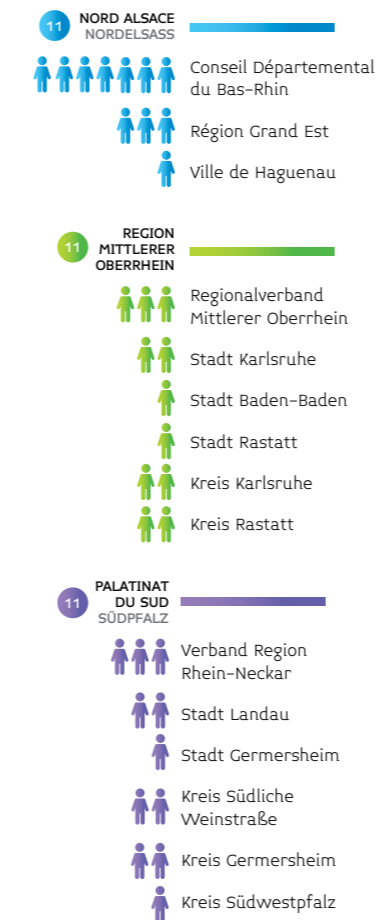 11
NORD ALSACE
NORDELSASS
Conseil Départemental
du Bas-Rhin
Région Grand Est
Ville de Haguenau
11
REGION
MITTLERER
OBERRHEIN
Regionalverband
Mittlerer Oberrhein
Stadt Karlsruhe
Stadt Baden-Baden
Stadt Rastatt
Kreis Karlsruhe
Kreis Rastatt
11
PALATINAT
DU SUD
SÜDPFALZ
Verband Region
Rhein-Neckar
Stadt Landau
Stadt Germersheim
Kreis Südliche
Weinstraße
Kreis Germersheim
Kreis Südwestpfalz